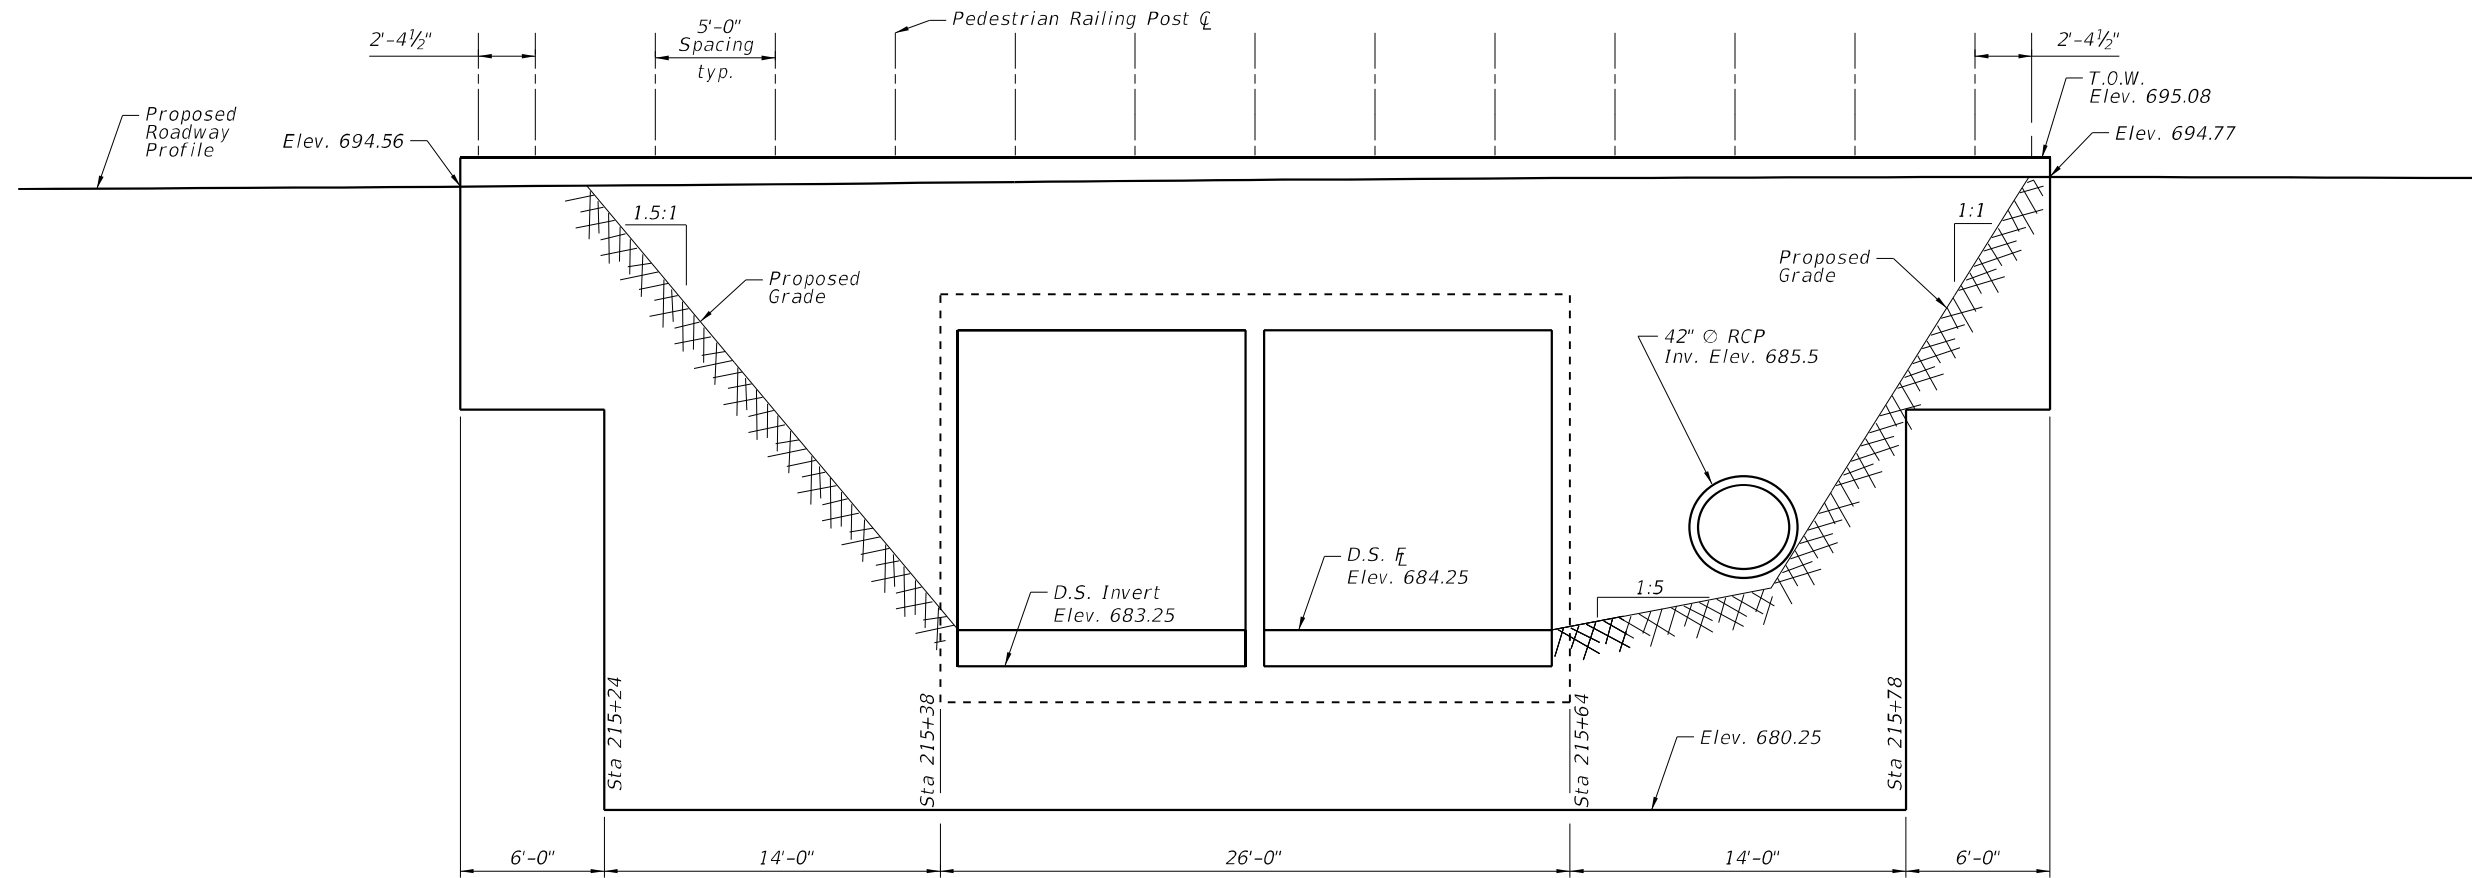 Pedestrian Railing Post ℄
2'-4½"
5'-0"
Spacing
typ.
2'-4½"
T.O.W.
Elev. 695.08
Proposed
Roadway
Profile
Elev. 694.56
Elev. 694.77
1.5:1
1:1
Proposed
Grade
Proposed
Grade
42" ∅ RCP
Inv. Elev. 685.5
D.S. FL
Elev. 684.25
D.S. Invert
Elev. 683.25
1:5
Sta 215+24
Sta 215+38
Sta 215+64
Sta 215+78
Elev. 680.25
6'-0"
14'-0"
26'-0"
14'-0"
6'-0"